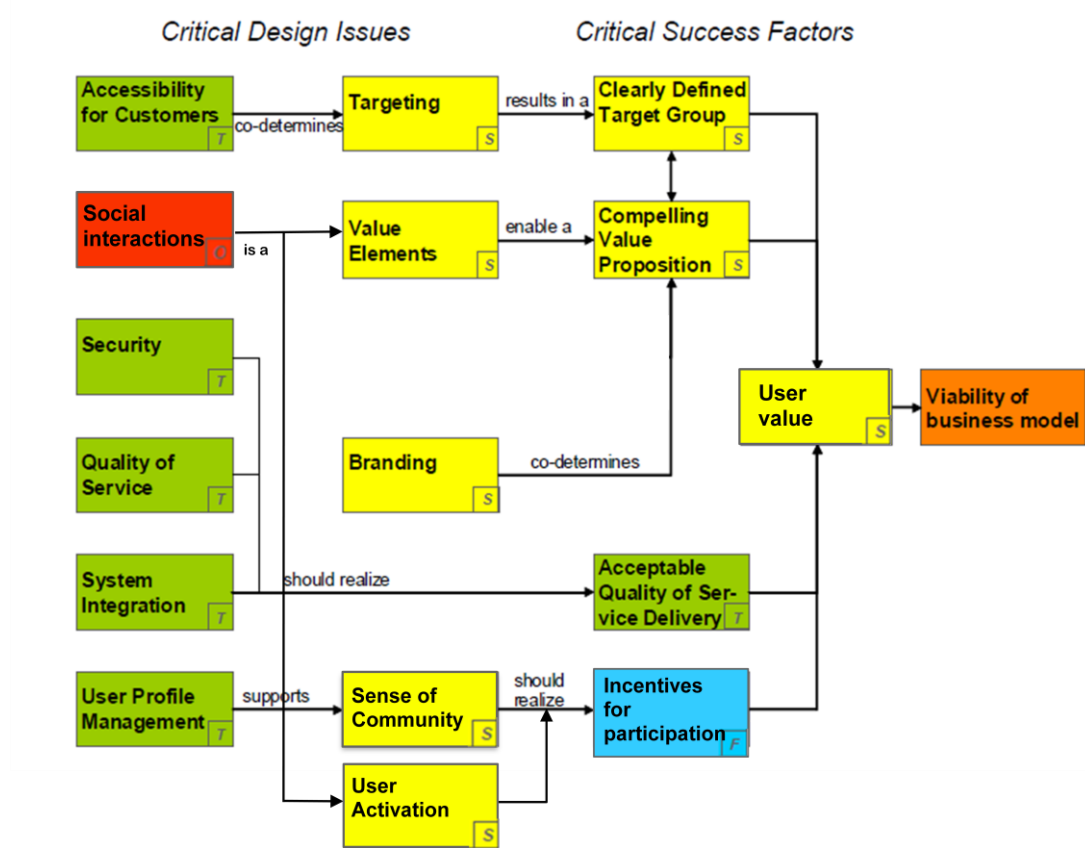 Critical Design Issues
Critical Success Factors
Accessibility
for Customers
T
co-determines
Targeting
S
results in a
Clearly Defined
Target Group
S
Social
interactions
O
is a
Value
Elements
S
enable a
Compelling
Value
Proposition
S
Security
T
User
value
S
Viability of
business model
Quality of
Service
T
Branding
S
co-determines
System
Integration
T
should realize
Acceptable
Quality of Ser-
vice Delivery
T
User Profile
Management
T
supports
Sense of
Community
S
should
realize
Incentives
for
participation
F
User
Activation
S